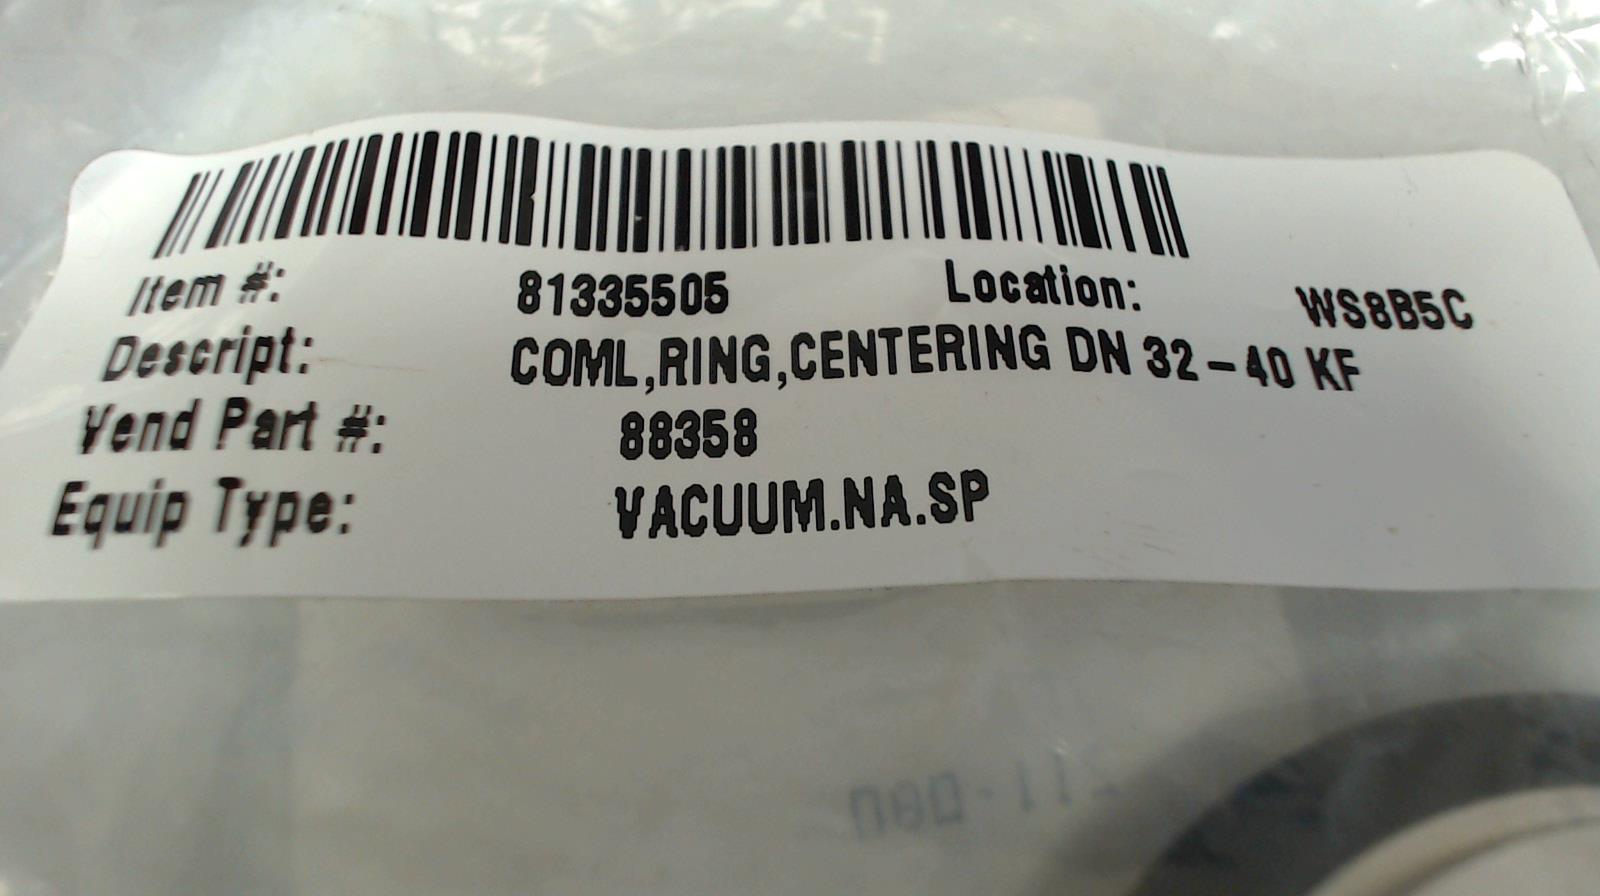 Item #: 81335505 Location: WS8B5C
Descript: COML,RING,CENTERING DN 32-40 KF
Vend Part #: 88358
Equip Type: VACUUM.NA.SP